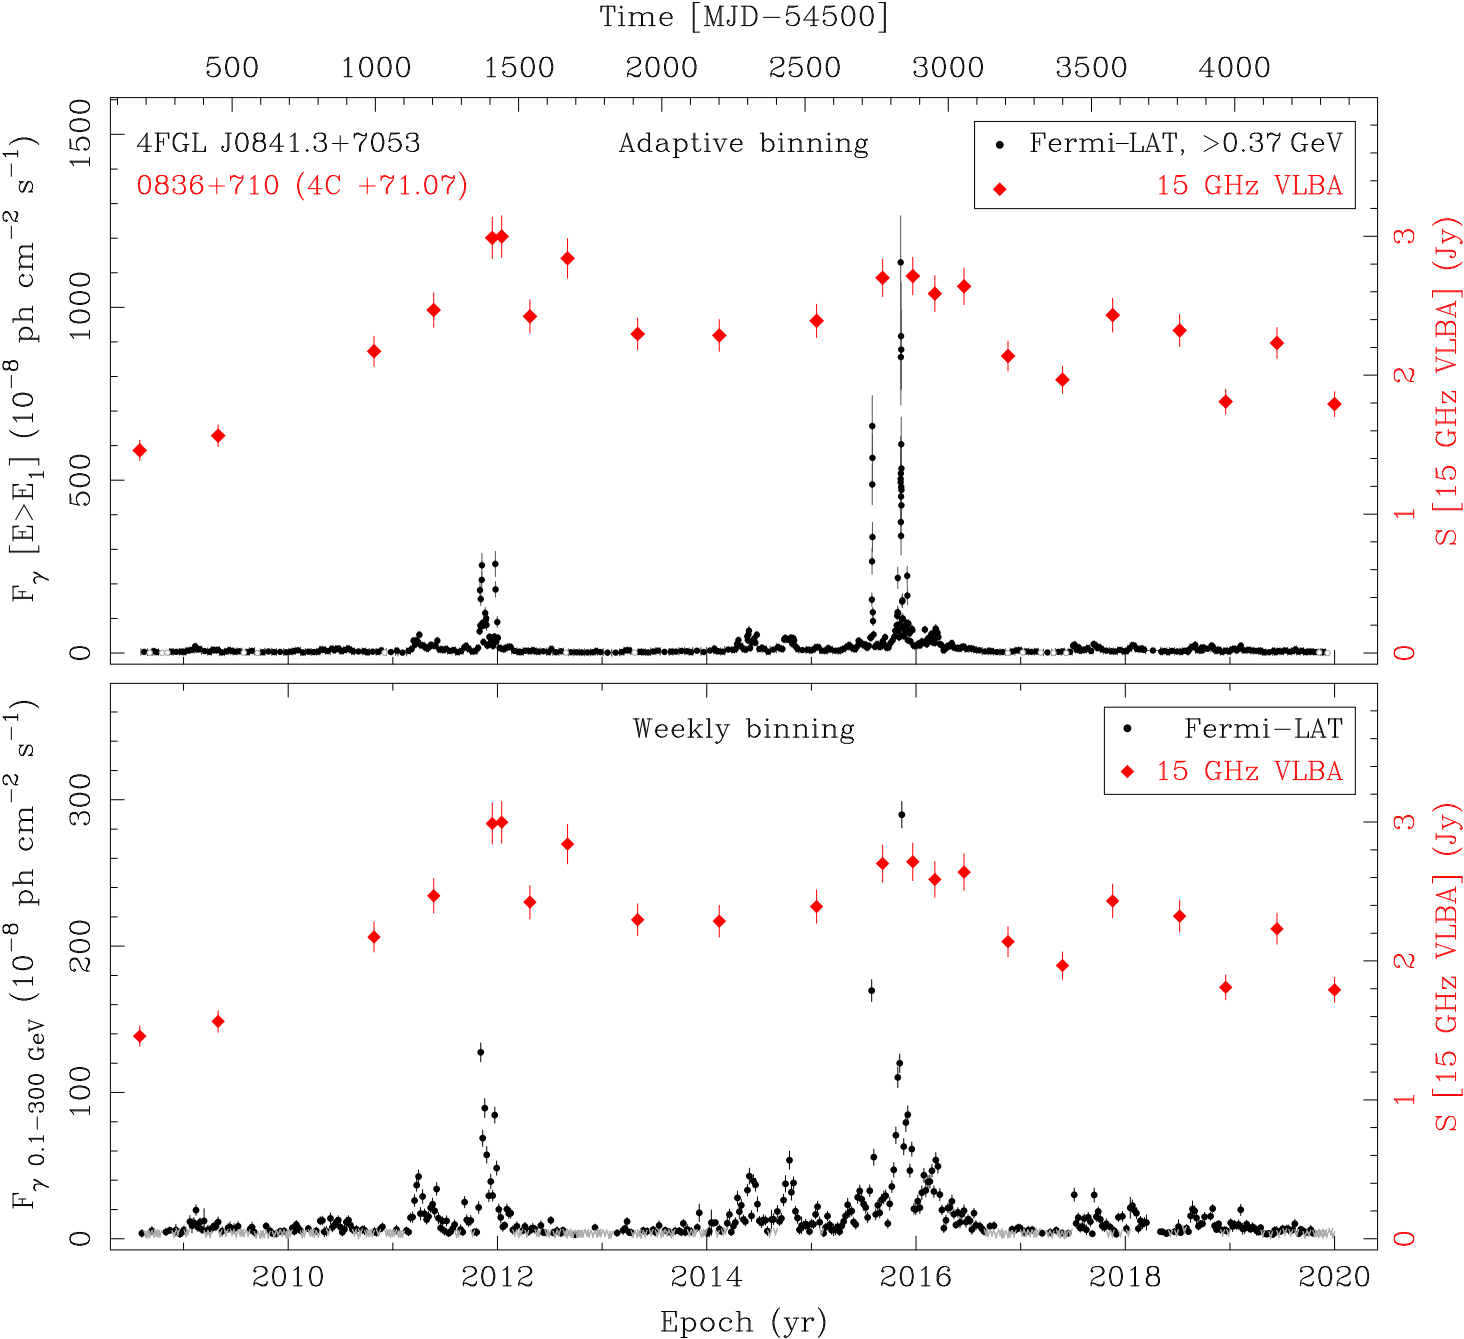 Time [MJD−54500]
500 1000 1500 2000 2500 3000 3500 4000
4FGL J0841.3+7053
0836+710 (4C +71.07)
Adaptive binning
Fermi−LAT, >0.37 GeV
15 GHz VLBA
F𝛾 [E>E₁] (10⁻⁸ ph cm⁻² s⁻¹)
1500
1000
500
0
S [15 GHz VLBA] (Jy)
3
2
1
0
Weekly binning
Fermi−LAT
15 GHz VLBA
F𝛾 0.1−300 GeV (10⁻⁸ ph cm⁻² s⁻¹)
300
200
100
0
S [15 GHz VLBA] (Jy)
3
2
1
0
2010 2012 2014 2016 2018 2020
Epoch (yr)